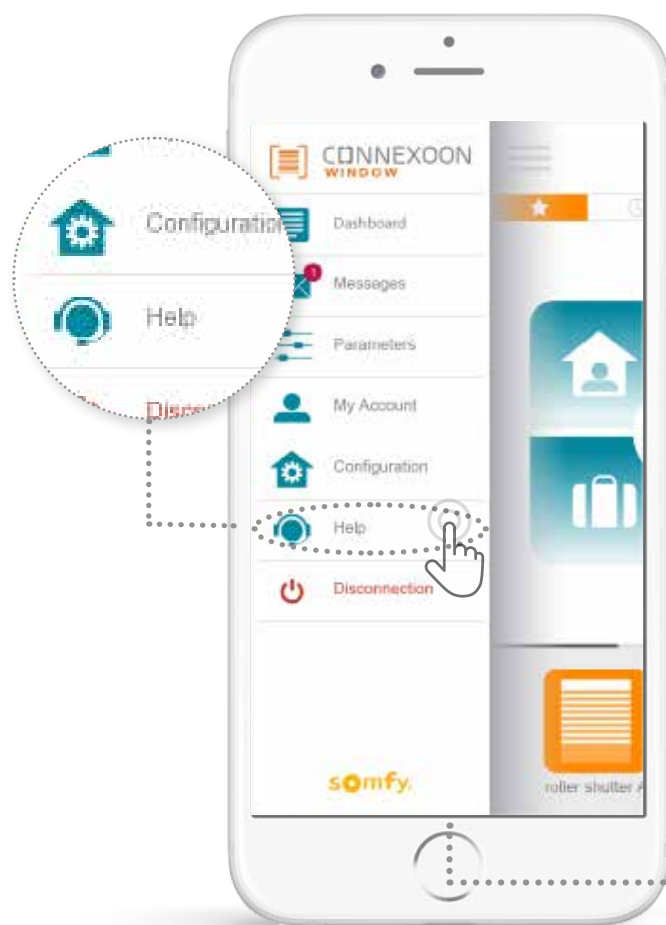 CONNEXOON
WINDOW
Dashboard
1
Messages
Parameters
My Account
Configuration
Help
Disconnection
somfy.
roller shutter A
Configuration
Help